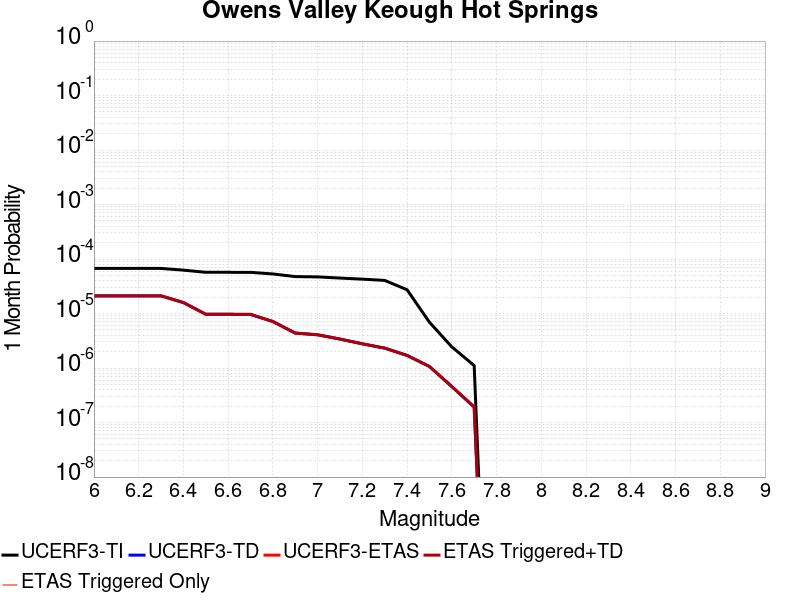 Owens Valley Keough Hot Springs
10^0
10^-1
10^-2
10^-3
10^-4
10^-5
10^-6
10^-7
10^-8
1 Month Probability
6 6.2 6.4 6.6 6.8 7 7.2 7.4 7.6 7.8 8 8.2 8.4 8.6 8.8 9
Magnitude
UCERF3-TI UCERF3-TD UCERF3-ETAS ETAS Triggered+TD
ETAS Triggered Only